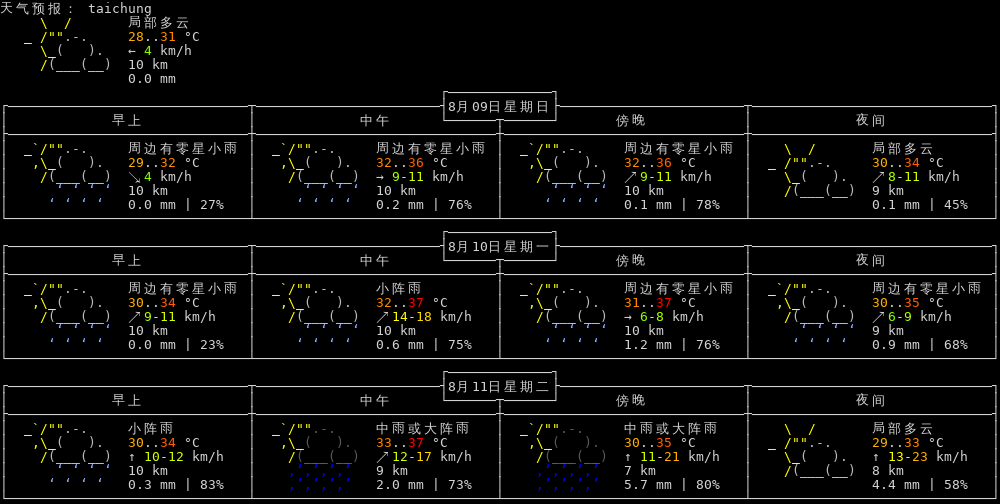 天气预报： taichung
局部多云
28..31 °C
← 4 km/h
10 km
0.0 mm
8月09日星期日
早上 中午 傍晚 夜间
周边有零星小雨 周边有零星小雨 周边有零星小雨 局部多云
29..32 °C 32..36 °C 32..36 °C 30..34 °C
↘ 4 km/h → 9-11 km/h ↗ 9-11 km/h ↗ 8-11 km/h
10 km 10 km 10 km 9 km
0.0 mm | 27% 0.2 mm | 76% 0.1 mm | 78% 0.1 mm | 45%
8月10日星期一
早上 中午 傍晚 夜间
周边有零星小雨 小阵雨 周边有零星小雨 周边有零星小雨
30..34 °C 32..37 °C 31..37 °C 30..35 °C
↗ 9-11 km/h ↗ 14-18 km/h → 6-8 km/h ↗ 6-9 km/h
10 km 10 km 10 km 9 km
0.0 mm | 23% 0.6 mm | 75% 1.2 mm | 76% 0.9 mm | 68%
8月11日星期二
早上 中午 傍晚 夜间
小阵雨 中雨或大阵雨 中雨或大阵雨 局部多云
30..34 °C 33..37 °C 30..35 °C 29..33 °C
↑ 10-12 km/h ↗ 12-17 km/h ↑ 11-21 km/h ↑ 13-23 km/h
10 km 9 km 7 km 8 km
0.3 mm | 83% 2.0 mm | 73% 5.7 mm | 80% 4.4 mm | 58%